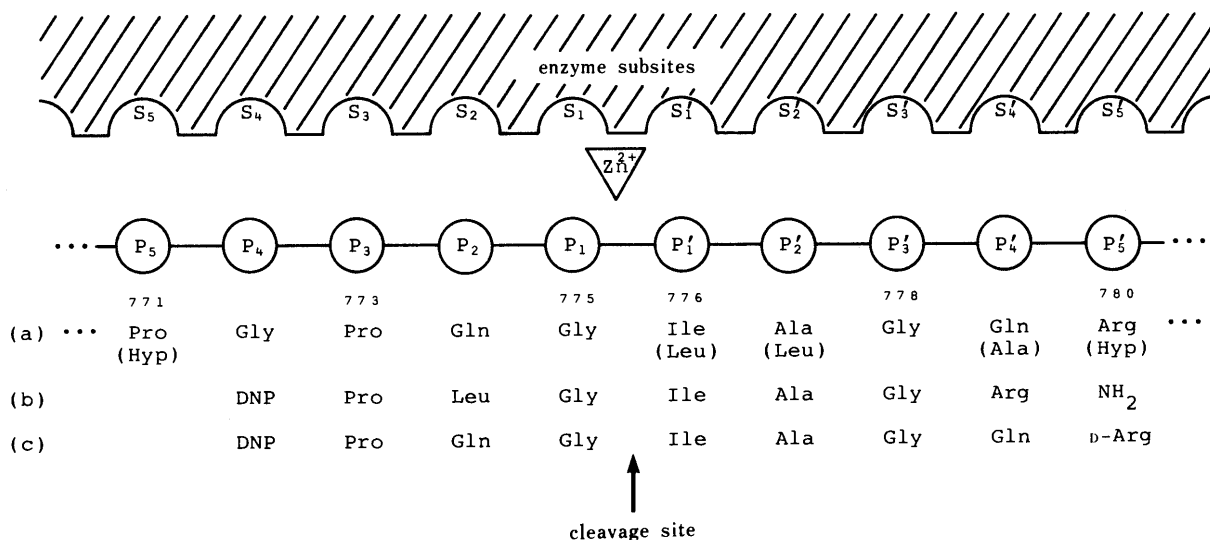 enzyme subsites
S5 S4 S3 S2 S1 S1' S2' S3' S4' S5'
Zn2+
... P5 P4 P3 P2 P1 P1' P2' P3' P4' P5' ...
771 773 775 776 778 780
(a) ... Pro Gly Pro Gln Gly Ile Ala Gly Gln Arg ...
(Hyp) (Leu) (Leu) (Ala) (Hyp)
(b) DNP Pro Leu Gly Ile Ala Gly Arg NH2
(c) DNP Pro Gln Gly Ile Ala Gly Gln D-Arg
cleavage site